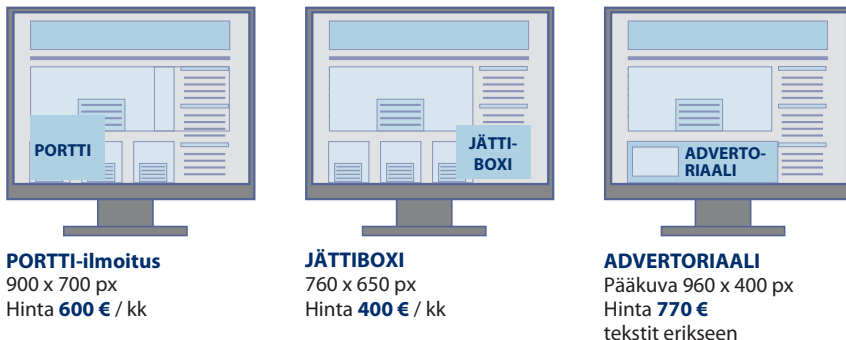 PORTTI
PORTTI-ilmoitus
900 x 700 px
Hinta 600 € / kk
JÄTTI-
BOXI
JÄTTIBOXI
760 x 650 px
Hinta 400 € / kk
ADVERTO-
RIAALI
ADVERTORIAALI
Pääkuva 960 x 400 px
Hinta 770 €
tekstit erikseen